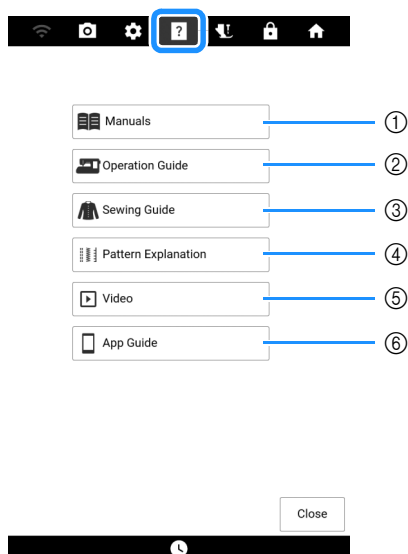 ?
Manuals ①
Operation Guide ②
Sewing Guide ③
Pattern Explanation ④
Video ⑤
App Guide ⑥
Close